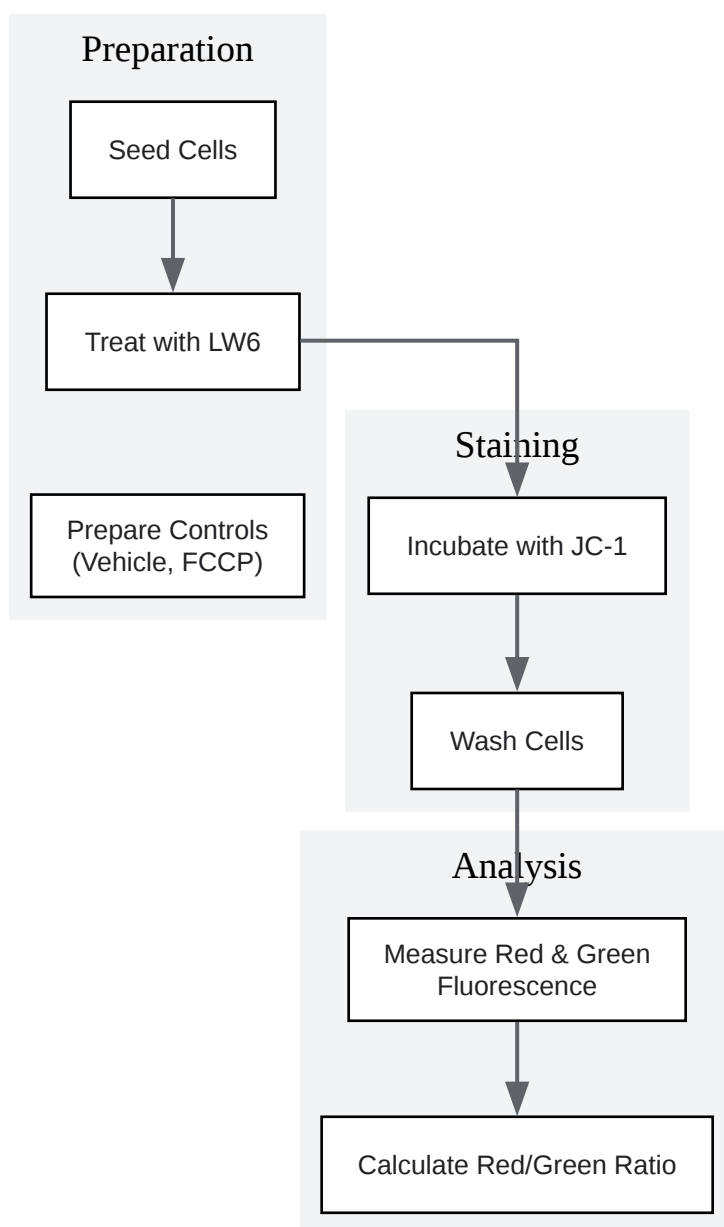 Preparation
Seed Cells
Treat with LW6
Prepare Controls
(Vehicle, FCCP)
Staining
Incubate with JC-1
Wash Cells
Analysis
Measure Red & Green
Fluorescence
Calculate Red/Green Ratio